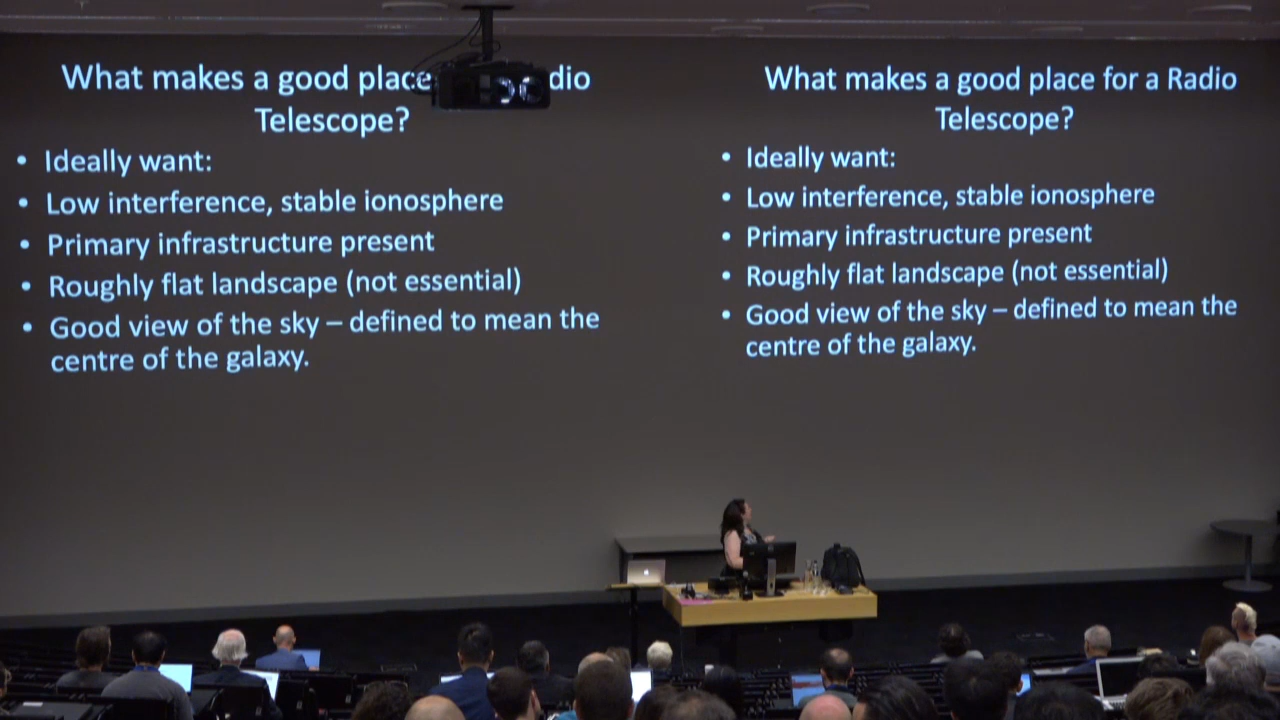 What makes a good place dio
Telescope?
• Ideally want:
• Low interference, stable ionosphere
• Primary infrastructure present
• Roughly flat landscape (not essential)
• Good view of the sky – defined to mean the
centre of the galaxy.
What makes a good place for a Radio
Telescope?
• Ideally want:
• Low interference, stable ionosphere
• Primary infrastructure present
• Roughly flat landscape (not essential)
• Good view of the sky – defined to mean the
centre of the galaxy.